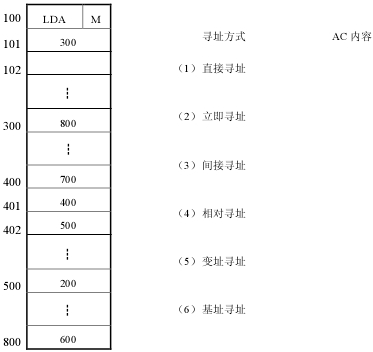 100 LDA M
101 300 寻址方式 AC 内容
102 (1) 直接寻址
⋮
300 800 (2) 立即寻址
⋮
(3) 间接寻址
400 700
401 400
402 500 (4) 相对寻址
⋮
(5) 变址寻址
500 200
⋮ (6) 基址寻址
800 600